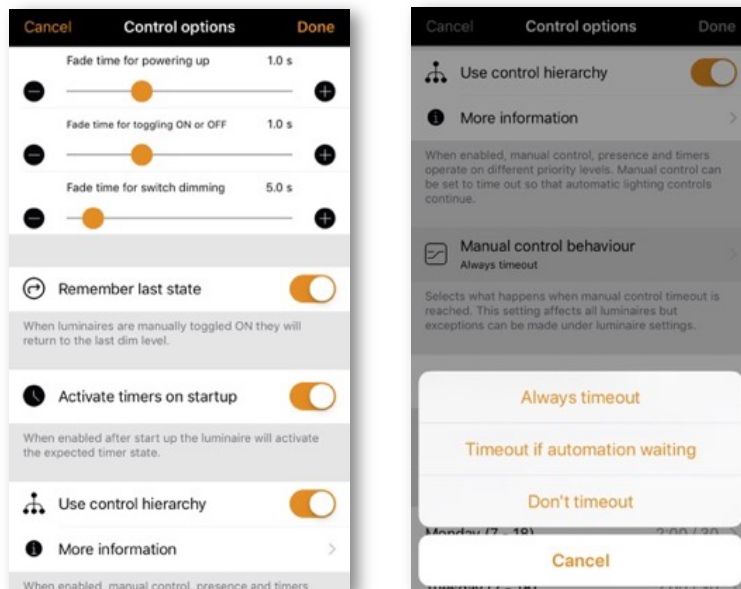 Cancel Control options Done
Fade time for powering up 1.0 s
Fade time for toggling ON or OFF 1.0 s
Fade time for switch dimming 5.0 s
Remember last state
When luminaires are manually toggled ON they will
return to the last dim level.
Activate timers on startup
When enabled after start up the luminaire will activate
the expected timer state.
Use control hierarchy
More information
When enabled, manual control, presence and timers
Cancel Control options Done
Use control hierarchy
More information
When enabled, manual control, presence and timers
operate on different priority levels. Manual control can
be set to time out so that automatic lighting controls
continue.
Manual control behaviour
Always timeout
Selects what happens when manual control timeout is
reached. This setting affects all luminaires but
exceptions can be made under luminaire settings.
Always timeout
Timeout if automation waiting
Don't timeout
Monday (7 - 18) 2:00 / 30
Cancel